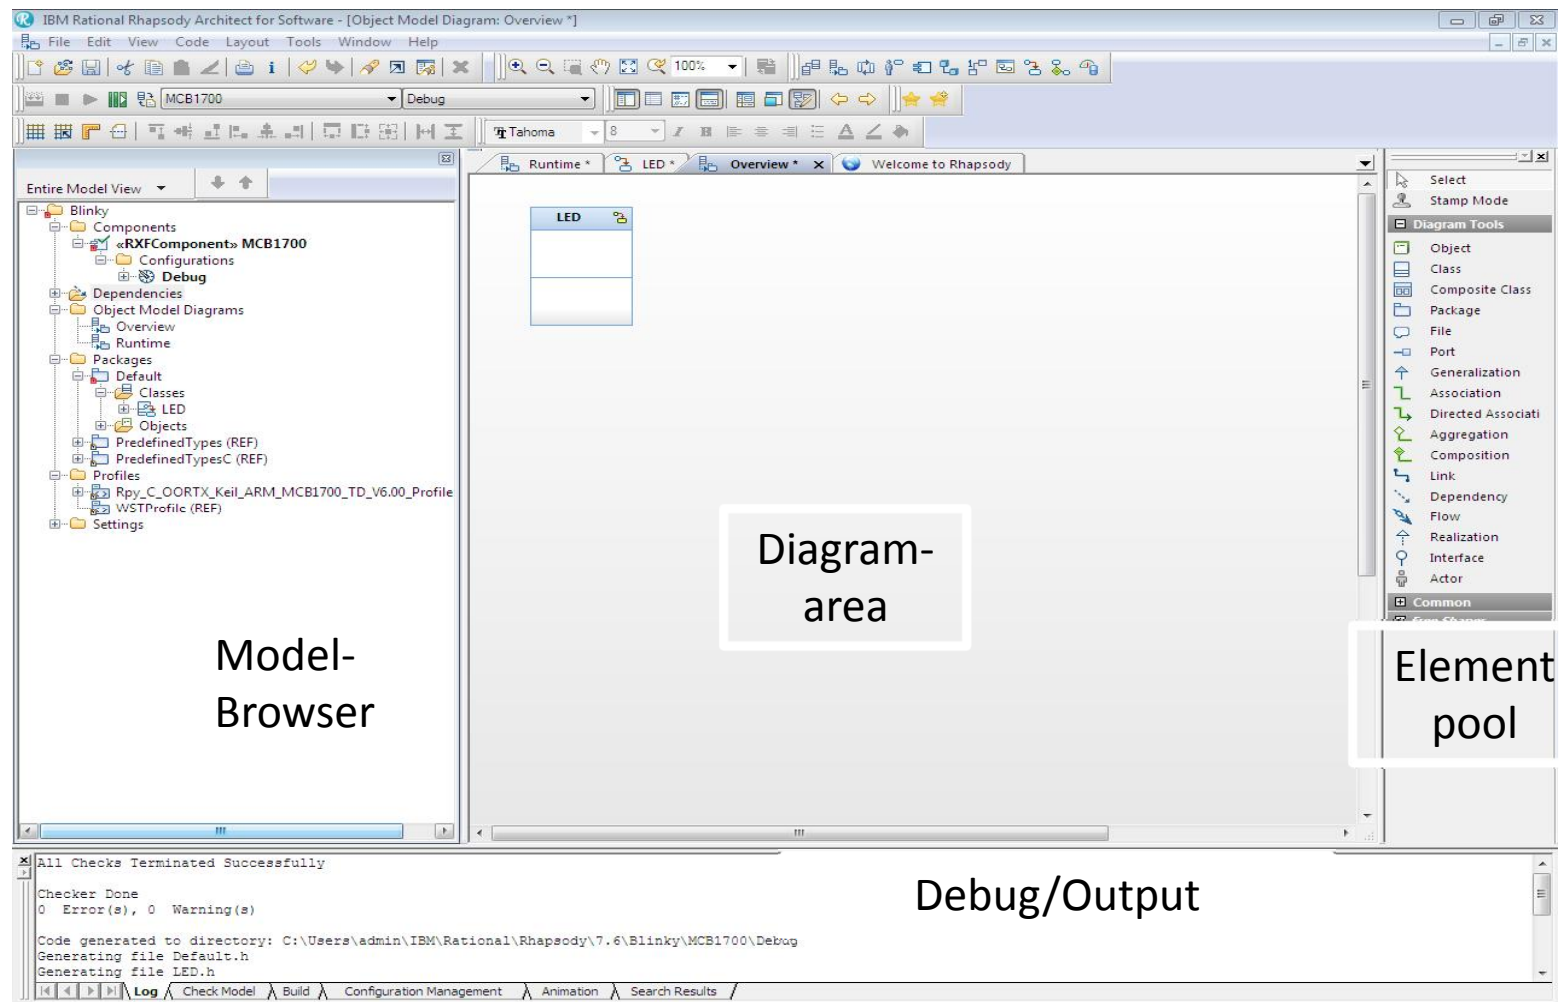 IBM Rational Rhapsody Architect for Software - [Object Model Diagram: Overview *]
File Edit View Code Layout Tools Window Help
100%
MCB1700 Debug
Tahoma 8
Entire Model View
Blinky
Components
«RXFComponent» MCB1700
Configurations
Debug
Dependencies
Object Model Diagrams
Overview
Runtime
Packages
Default
Classes
LED
Objects
PredefinedTypes (REF)
PredefinedTypesC (REF)
Profiles
Rpy_C_OORTX_Keil_ARM_MCB1700_TD_V6.00_Profile
WSTProfile (REF)
Settings
Model-
Browser
Runtime * LED * Overview * Welcome to Rhapsody
LED
Diagram-
area
Select
Stamp Mode
Diagram Tools
Object
Class
Composite Class
Package
File
Port
Generalization
Association
Directed Associati
Aggregation
Composition
Link
Dependency
Flow
Realization
Interface
Actor
Common
Element
pool
All Checks Terminated Successfully
Checker Done
0 Error(s), 0 Warning(s)
Code generated to directory: C:\Users\admin\IBM\Rational\Rhapsody\7.6\Blinky\MCB1700\Debug
Generating file Default.h
Generating file LED.h
Debug/Output
Log Check Model Build Configuration Management Animation Search Results